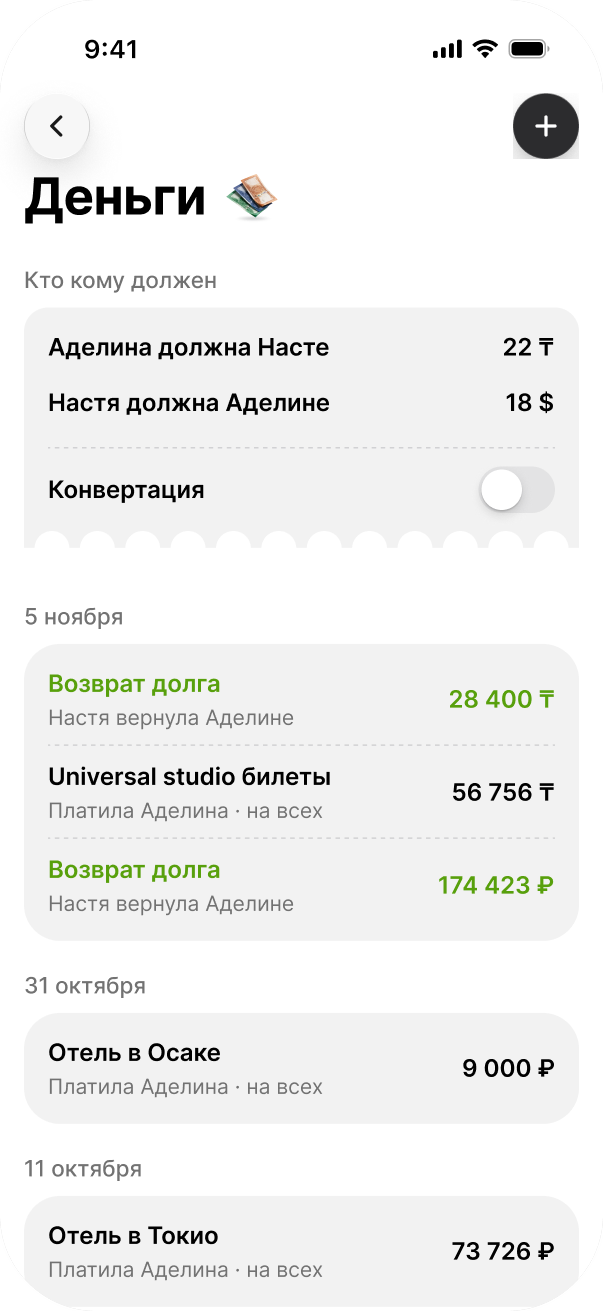 9:41
Деньги
Кто кому должен
Аделина должна Насте 22 ₸
Настя должна Аделине 18 $
Конвертация
5 ноября
Возврат долга
Настя вернула Аделине
28 400 ₸
Universal studio билеты
Платила Аделина · на всех
56 756 ₸
Возврат долга
Настя вернула Аделине
174 423 ₽
31 октября
Отель в Осаке
Платила Аделина · на всех
9 000 ₽
11 октября
Отель в Токио
Платила Аделина · на всех
73 726 ₽